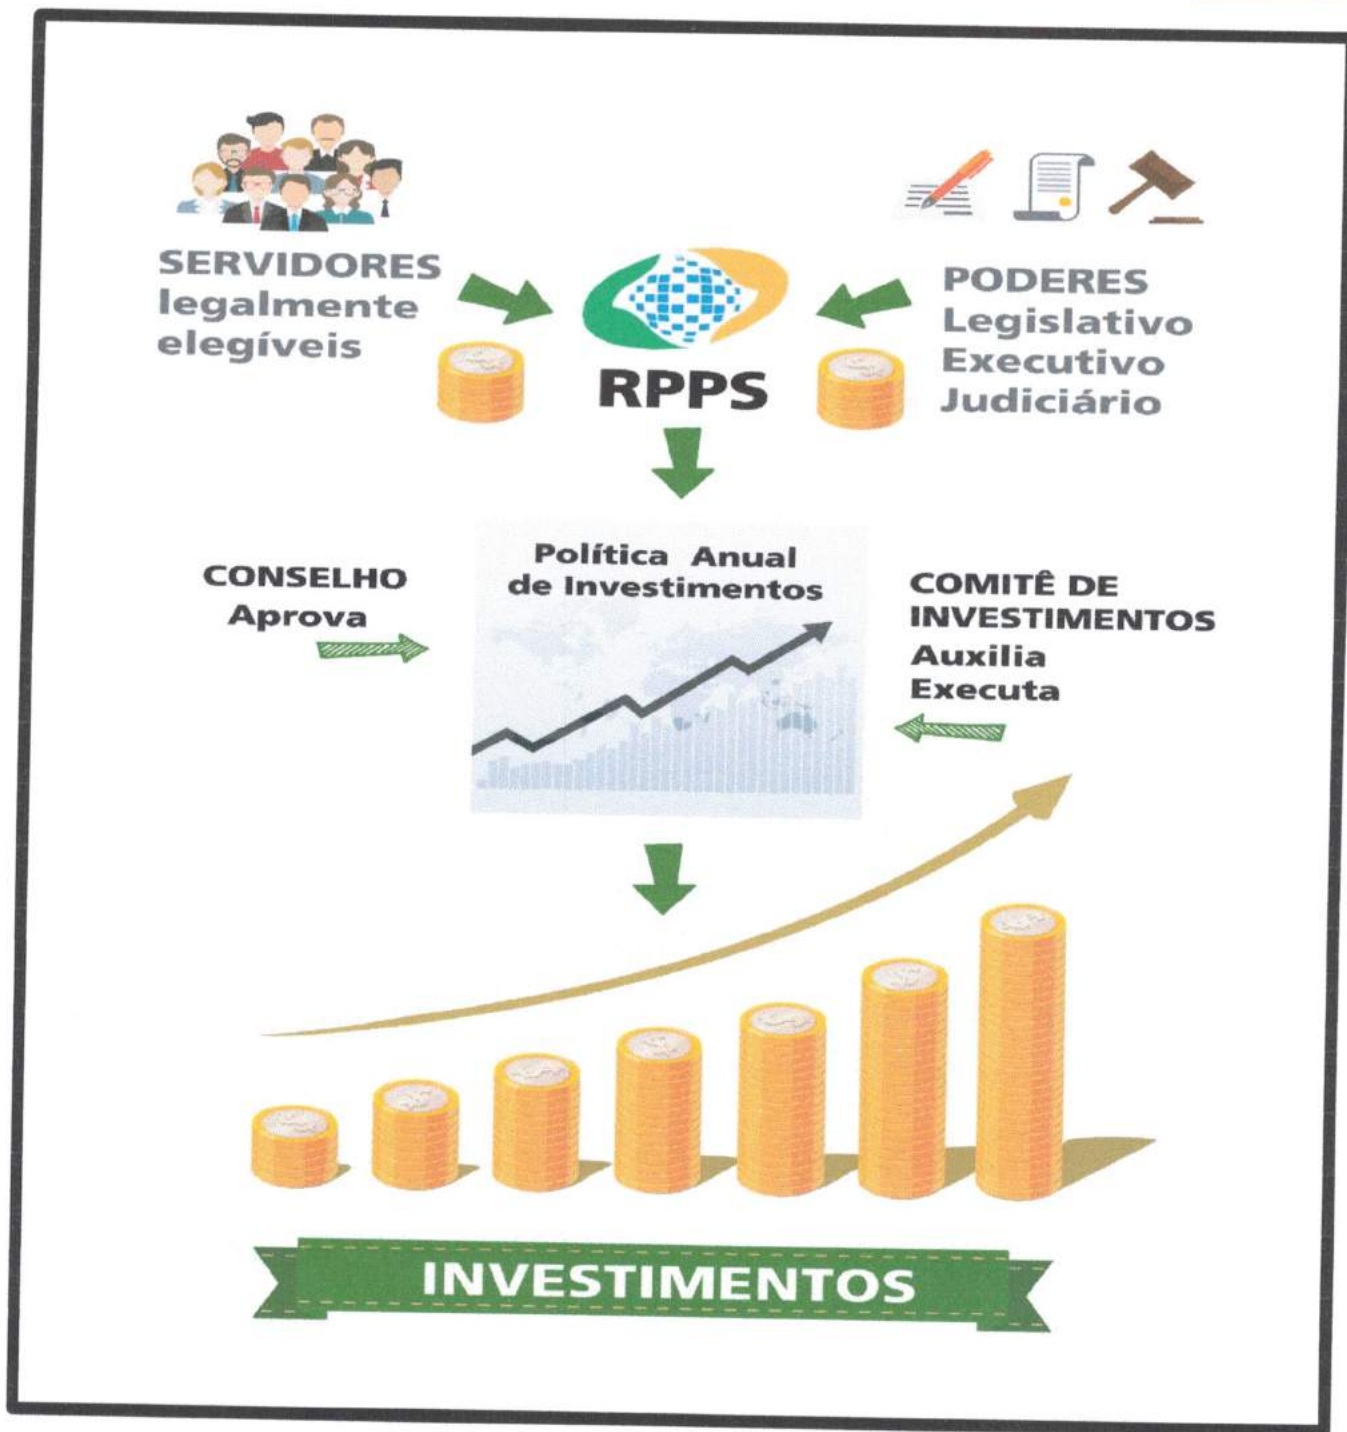 SERVIDORES
legalmente
elegíveis
RPPS
PODERES
Legislativo
Executivo
Judiciário
CONSELHO
Aprova
Política Anual
de Investimentos
COMITÊ DE
INVESTIMENTOS
Auxilia
Executa
INVESTIMENTOS